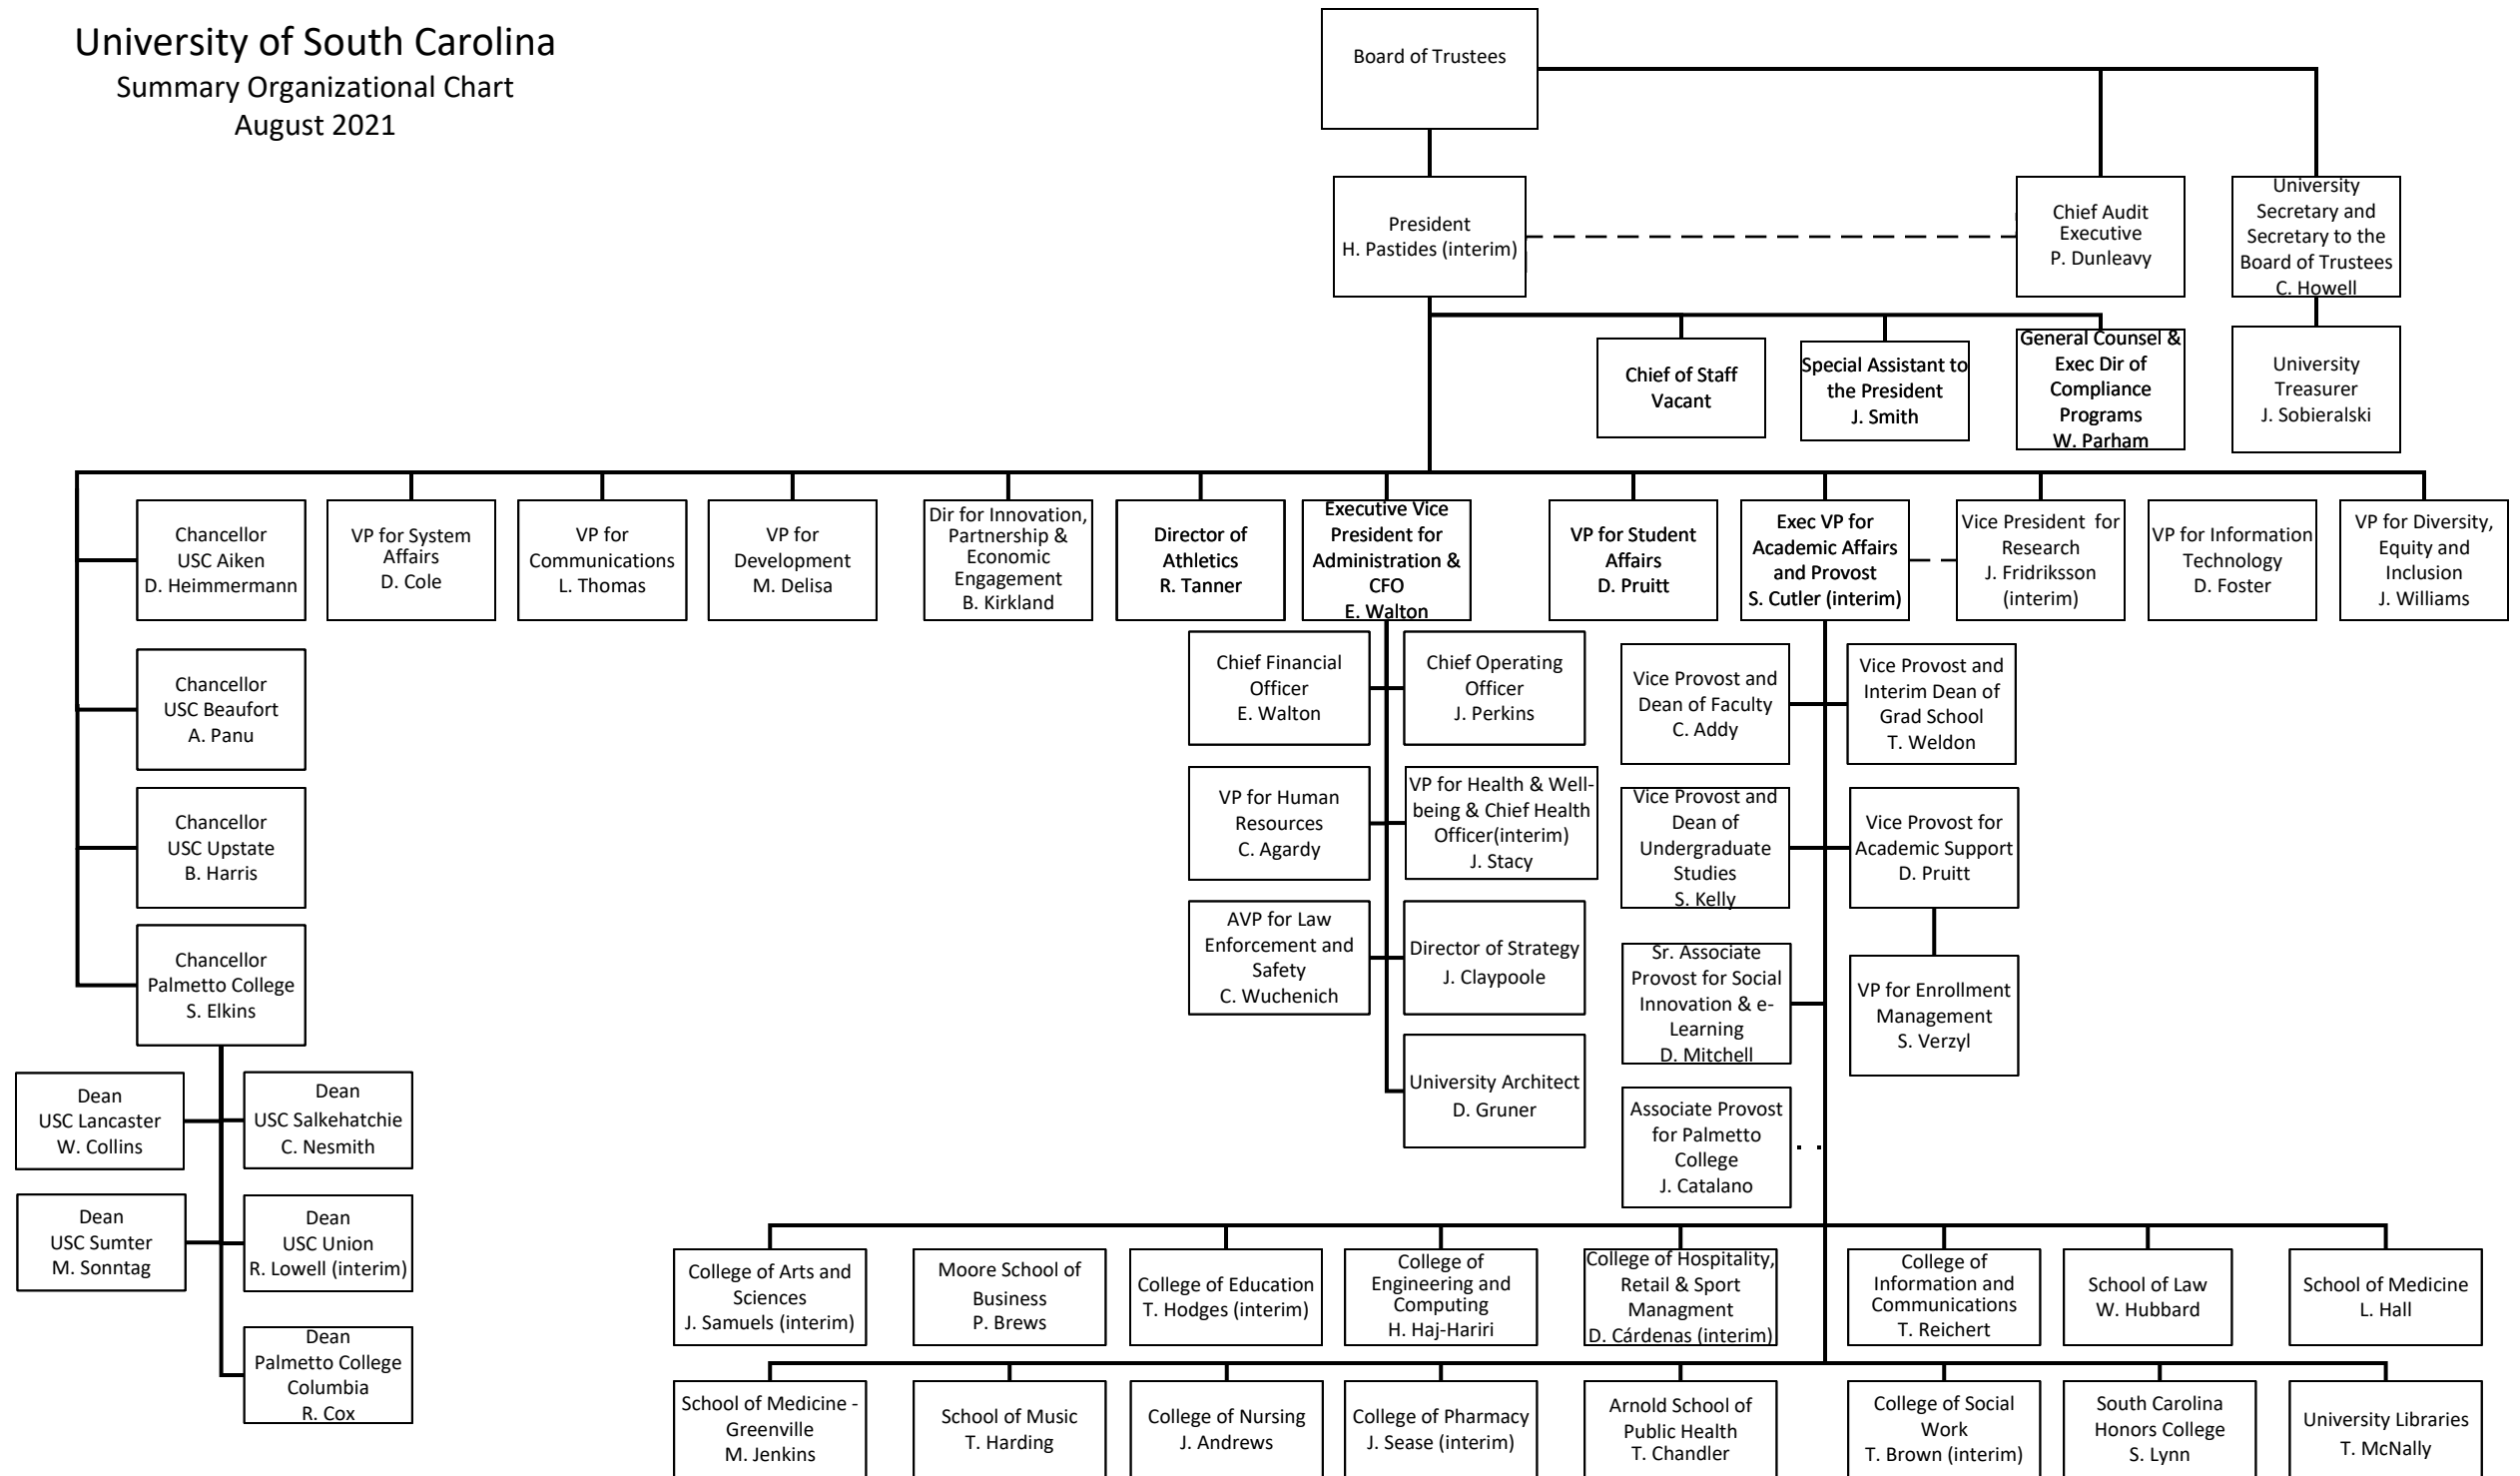 University of South Carolina
Summary Organizational Chart
August 2021
Board of Trustees
President
H. Pastides (interim)
Chief Audit
Executive
P. Dunleavy
University
Secretary and
Secretary to the
Board of Trustees
C. Howell
Chief of Staff
Vacant
Special Assistant to
the President
J. Smith
General Counsel &
Exec Dir of
Compliance
Programs
W. Parham
University
Treasurer
J. Sobieralski
Chancellor
USC Aiken
D. Heimmermann
VP for System
Affairs
D. Cole
VP for
Communications
L. Thomas
VP for
Development
M. Delisa
Dir for Innovation,
Partnership &
Economic
Engagement
B. Kirkland
Director of
Athletics
R. Tanner
Executive Vice
President for
Administration &
CFO
E. Walton
VP for Student
Affairs
D. Pruitt
Exec VP for
Academic Affairs
and Provost
S. Cutler (interim)
Vice President for
Research
J. Fridriksson
(interim)
VP for Information
Technology
D. Foster
VP for Diversity,
Equity and
Inclusion
J. Williams
Chancellor
USC Beaufort
A. Panu
Chancellor
USC Upstate
B. Harris
Chancellor
Palmetto College
S. Elkins
Dean
USC Lancaster
W. Collins
Dean
USC Salkehatchie
C. Nesmith
Dean
USC Sumter
M. Sonntag
Dean
USC Union
R. Lowell (interim)
Dean
Palmetto College
Columbia
R. Cox
Chief Financial
Officer
E. Walton
Chief Operating
Officer
J. Perkins
VP for Human
Resources
C. Agardy
VP for Health & Well-
being & Chief Health
Officer(interim)
J. Stacy
AVP for Law
Enforcement and
Safety
C. Wuchenich
Director of Strategy
J. Claypoole
University Architect
D. Gruner
Vice Provost and
Dean of Faculty
C. Addy
Vice Provost and
Interim Dean of
Grad School
T. Weldon
Vice Provost and
Dean of
Undergraduate
Studies
S. Kelly
Vice Provost for
Academic Support
D. Pruitt
Sr. Associate
Provost for Social
Innovation & e-
Learning
D. Mitchell
VP for Enrollment
Management
S. Verzyl
Associate Provost
for Palmetto
College
J. Catalano
College of Arts and
Sciences
J. Samuels (interim)
Moore School of
Business
P. Brews
College of Education
T. Hodges (interim)
College of
Engineering and
Computing
H. Haj-Hariri
College of Hospitality,
Retail & Sport
Managment
D. Cárdenas (interim)
College of
Information and
Communications
T. Reichert
School of Law
W. Hubbard
School of Medicine
L. Hall
School of Medicine -
Greenville
M. Jenkins
School of Music
T. Harding
College of Nursing
J. Andrews
College of Pharmacy
J. Sease (interim)
Arnold School of
Public Health
T. Chandler
College of Social
Work
T. Brown (interim)
South Carolina
Honors College
S. Lynn
University Libraries
T. McNally